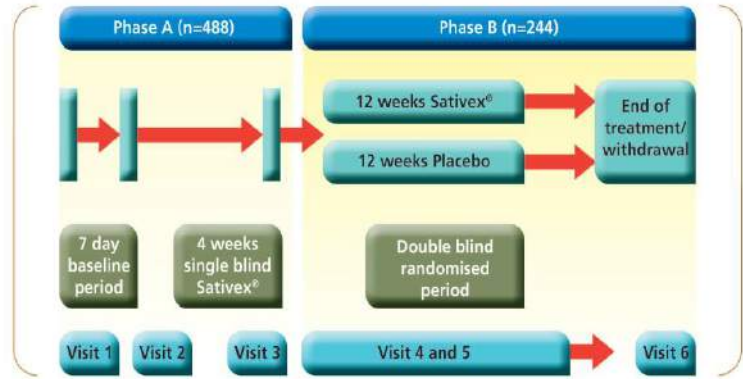 Phase A (n=488)
Phase B (n=244)
12 weeks Sativex®
12 weeks Placebo
End of
treatment/
withdrawal
7 day
baseline
period
4 weeks
single blind
Sativex®
Double blind
randomised
period
Visit 1
Visit 2
Visit 3
Visit 4 and 5
Visit 6